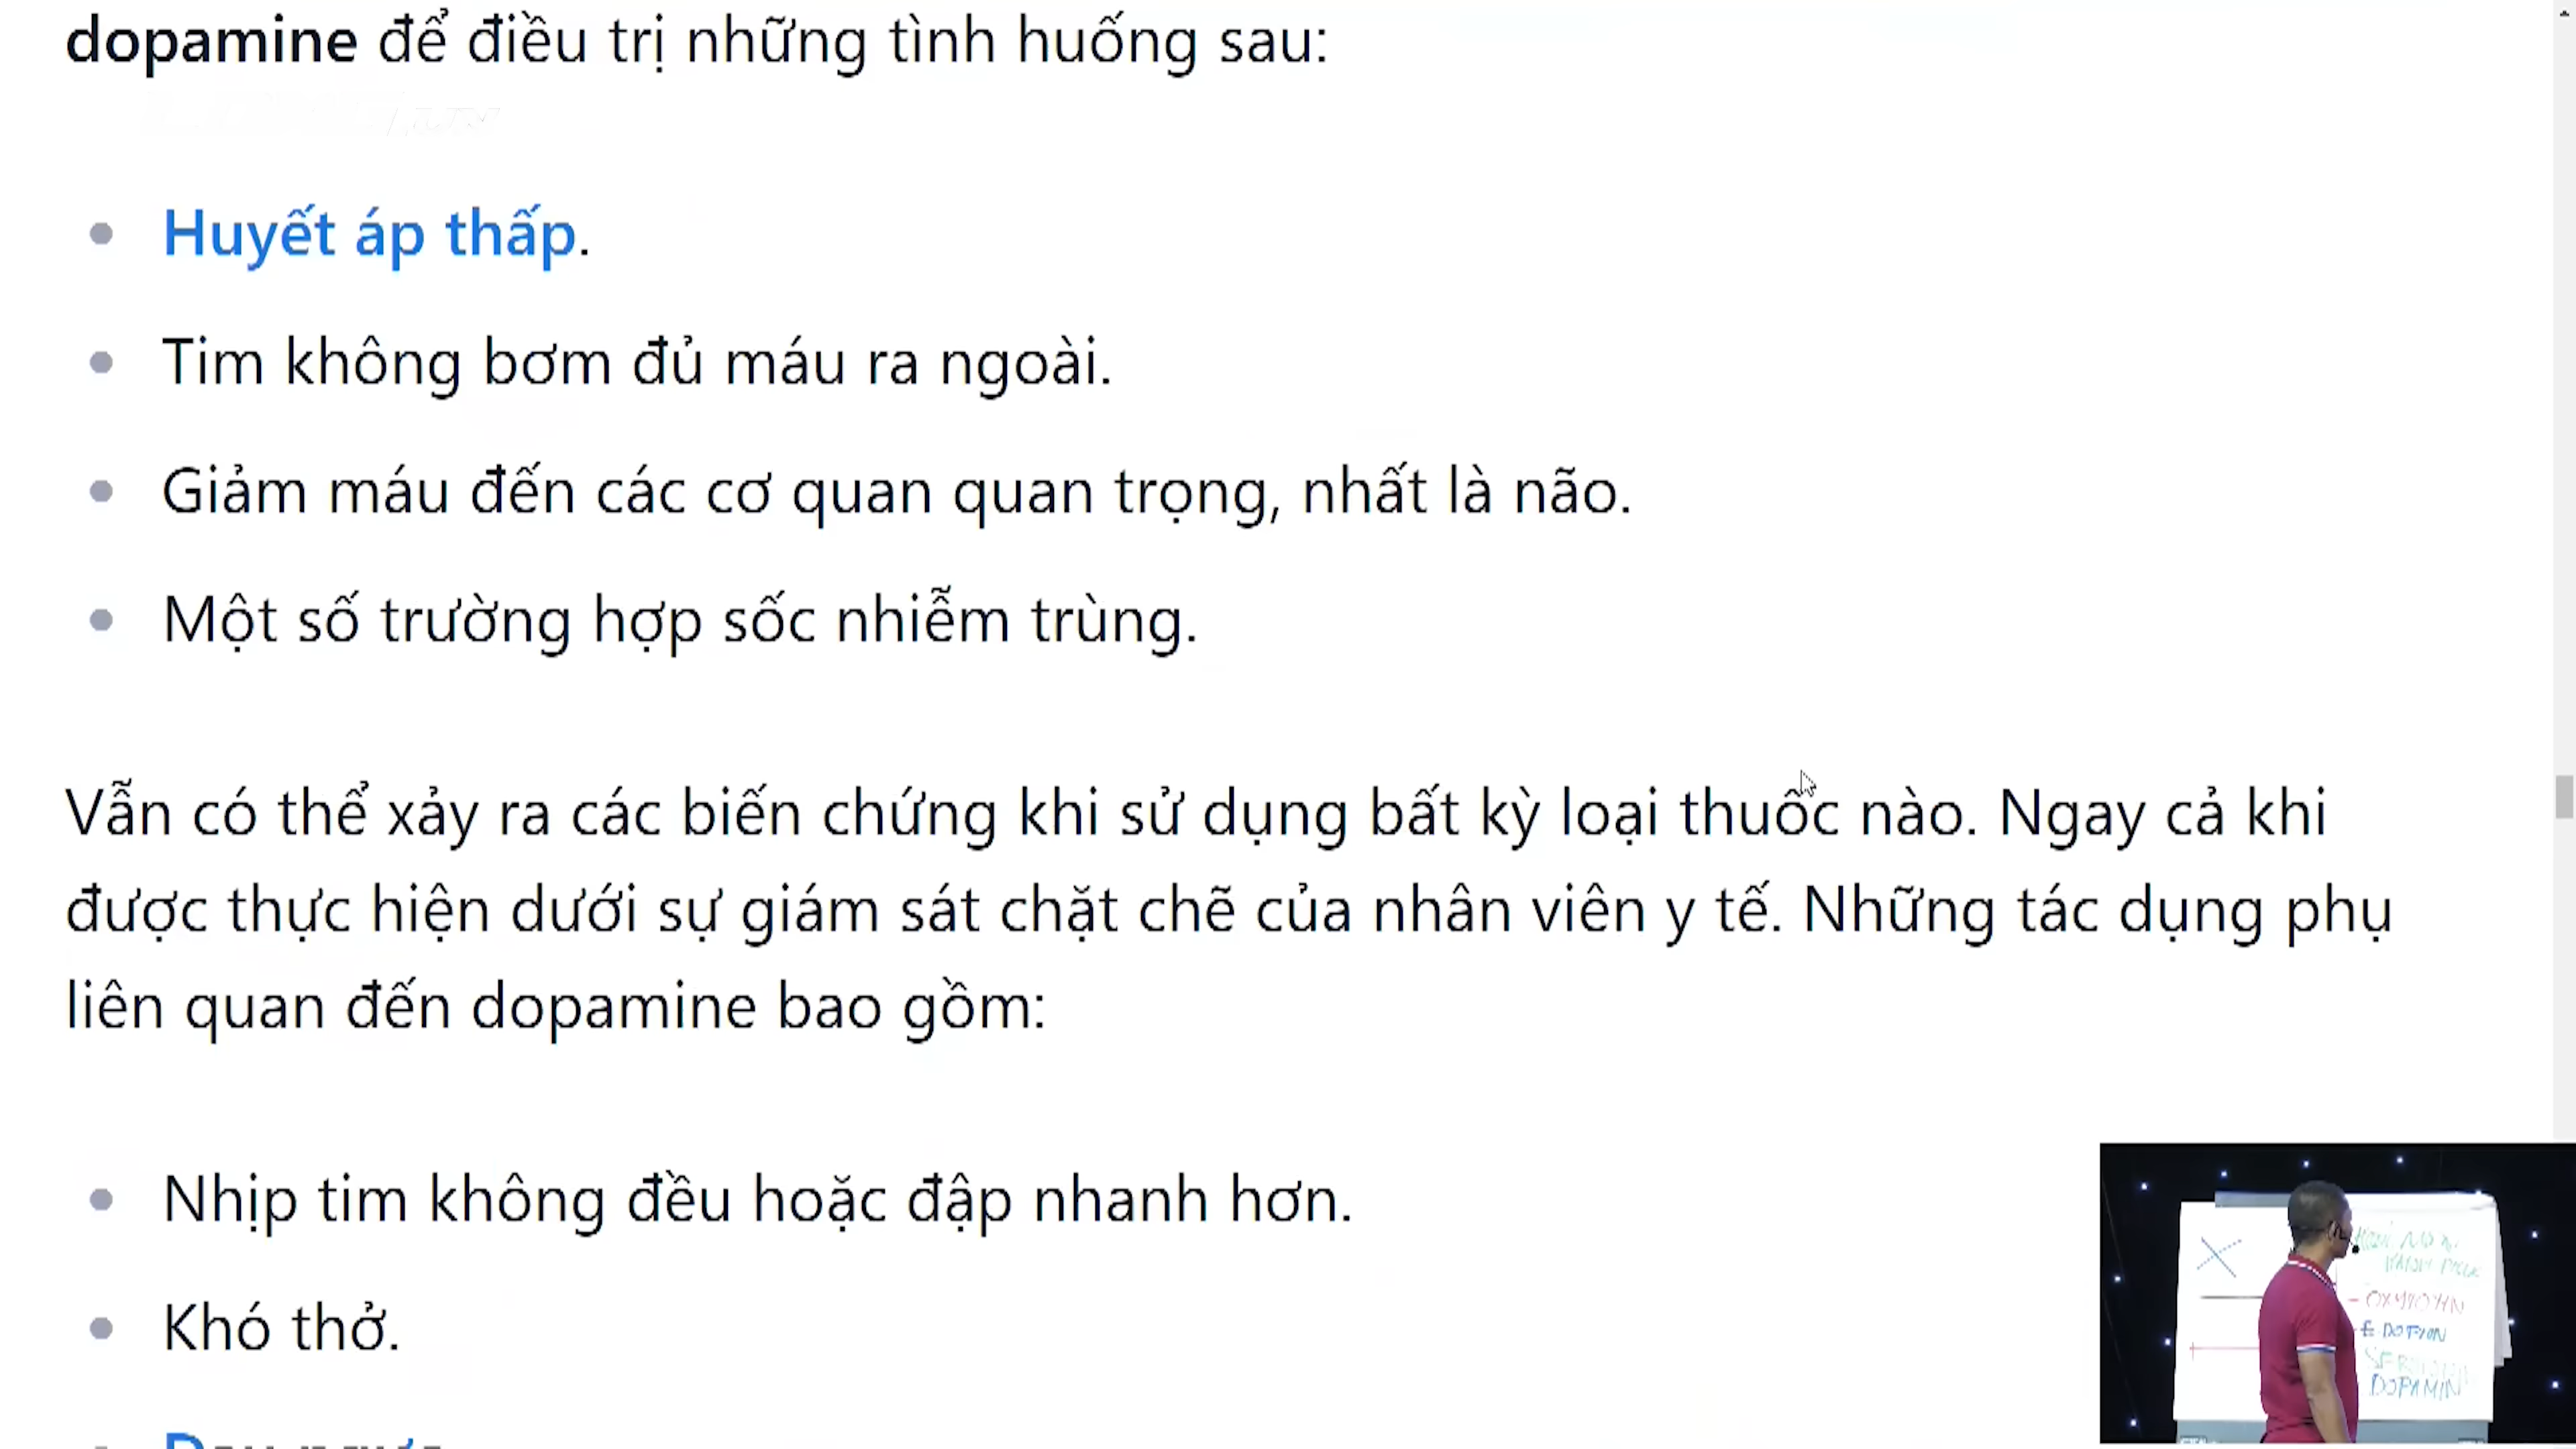 dopamine để điều trị những tình huống sau:
Huyết áp thấp.
Tim không bơm đủ máu ra ngoài.
Giảm máu đến các cơ quan quan trọng, nhất là não.
Một số trường hợp sốc nhiễm trùng.
Vẫn có thể xảy ra các biến chứng khi sử dụng bất kỳ loại thuốc nào. Ngay cả khi
được thực hiện dưới sự giám sát chặt chẽ của nhân viên y tế. Những tác dụng phụ
liên quan đến dopamine bao gồm:
Nhịp tim không đều hoặc đập nhanh hơn.
Khó thở.
DOPAMIN